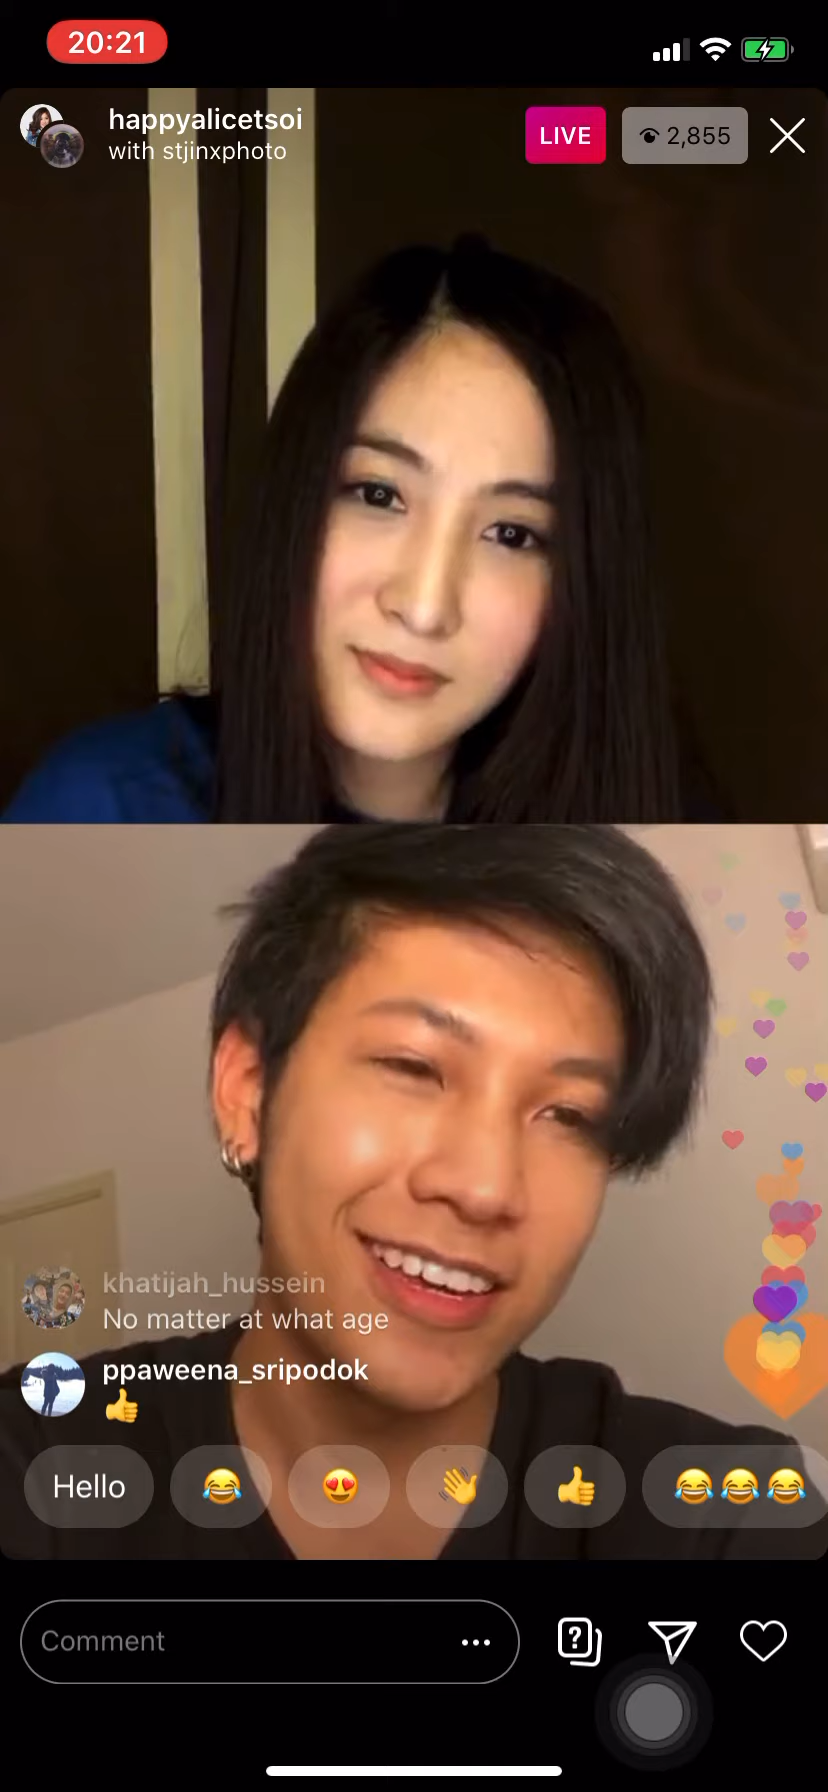 20:21
happyalicetsoi
with stjinxphoto
LIVE
2,855
khatijah_hussein
No matter at what age
ppaweena_sripodok
👍
Hello
😂
😍
👋
👍
😂😂😂
Comment